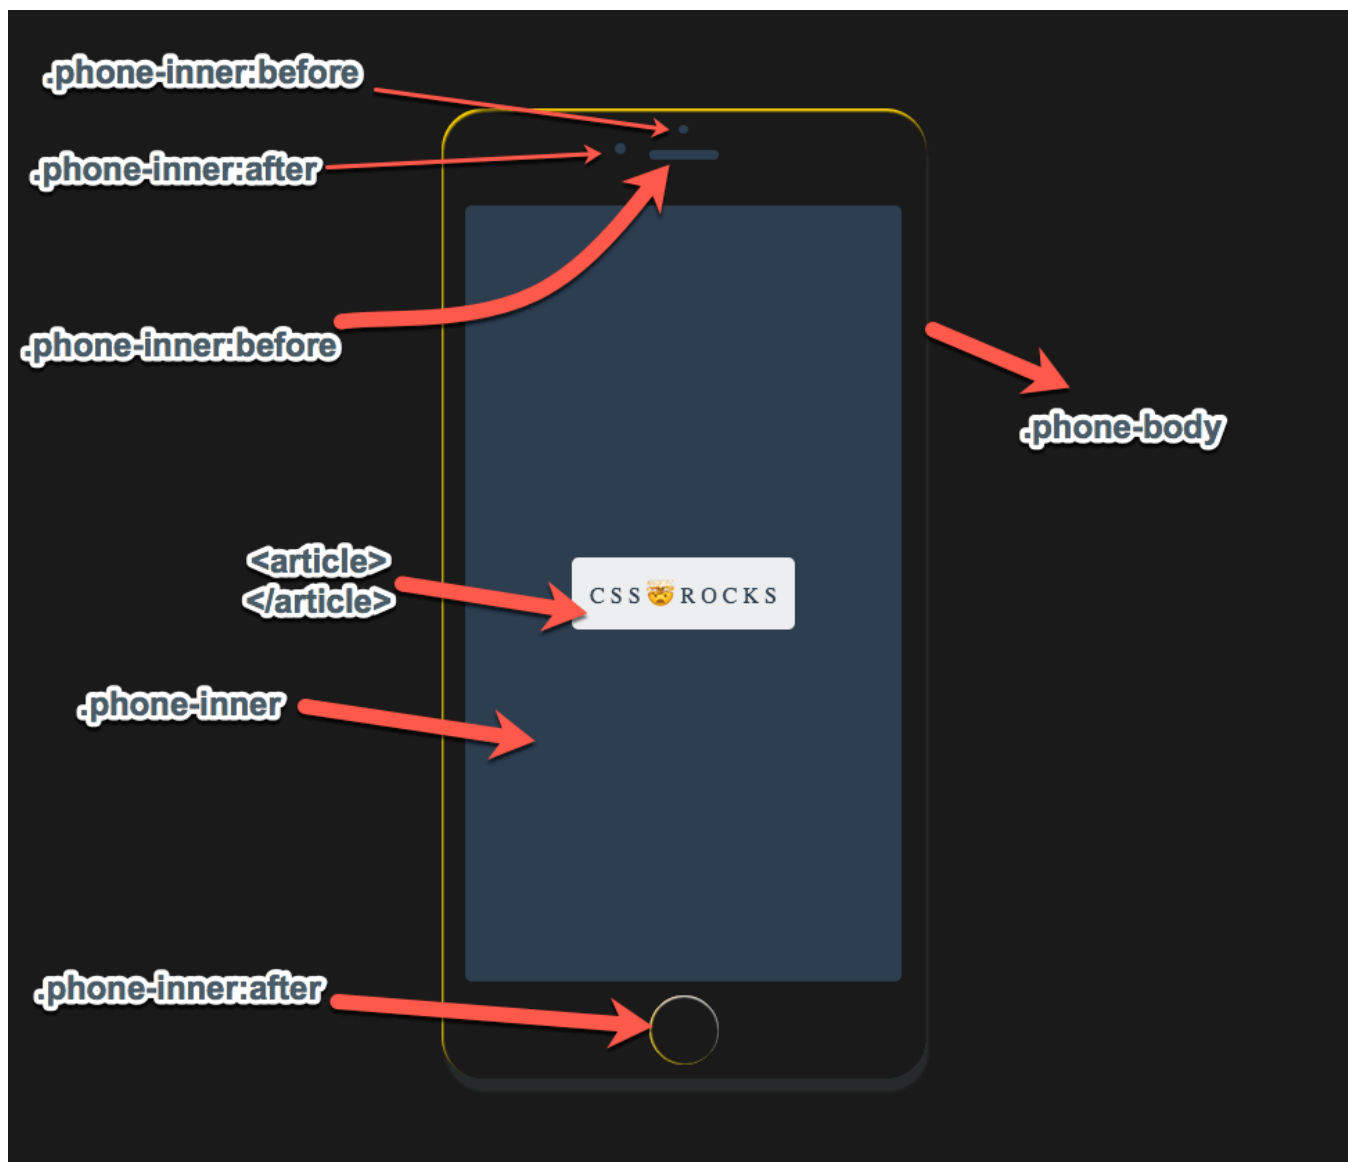 .phone-inner:before
.phone-inner:after
.phone-inner:before
.phone-body
<article>
</article>
CSS🤯ROCKS
.phone-inner
.phone-inner:after